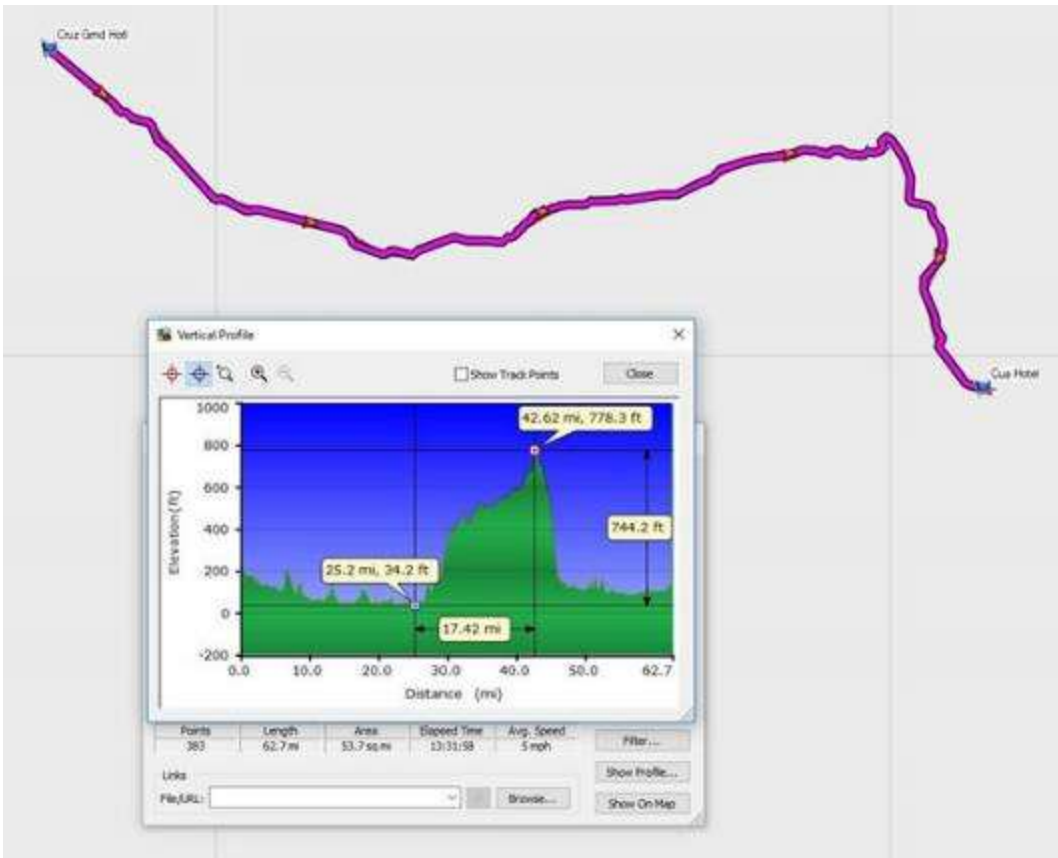 Cruz Grnd Hotl
Cua Hotel
Vertical Profile
Show Track Points
Close
1000
800
600
400
200
0
-200
Elevation(ft)
42.62 mi, 778.3 ft
744.2 ft
25.2 mi, 34.2 ft
17.42 mi
0.0 10.0 20.0 30.0 40.0 50.0 62.7
Distance (mi)
Points Length Area Elapsed Time Avg. Speed
383 62.7 mi 53.7 sq mi 13:31:58 5 mph
Filter...
Links
Show Profile...
File/URL:
Browse...
Show On Map